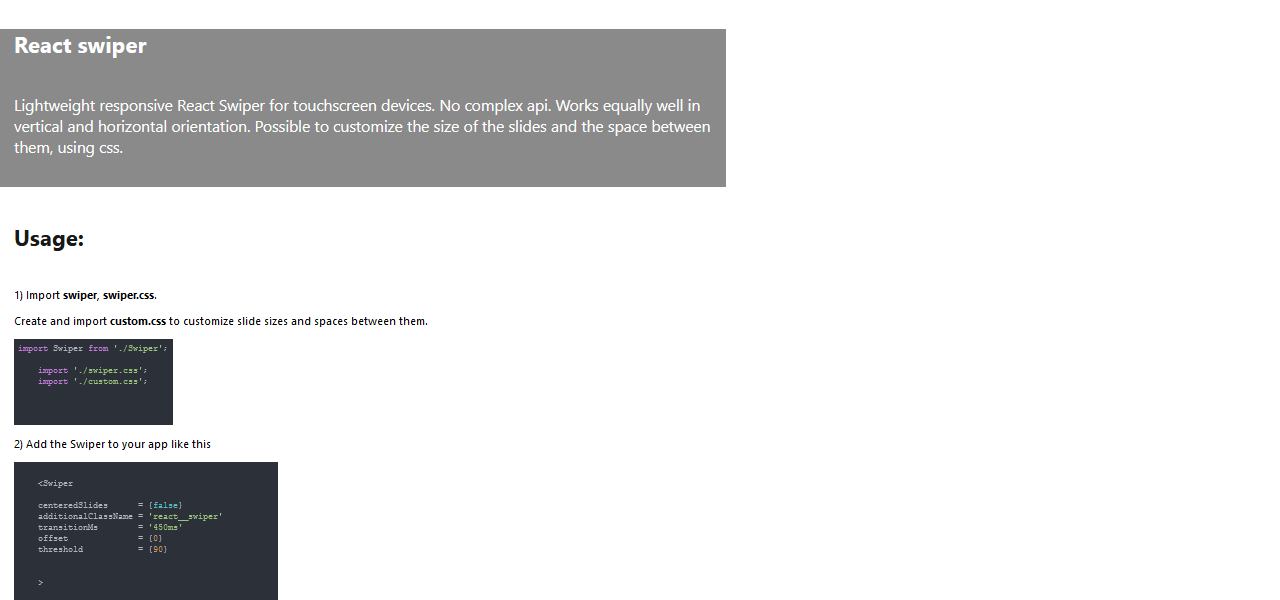 React swiper
Lightweight responsive React Swiper for touchscreen devices. No complex api. Works equally well in
vertical and horizontal orientation. Possible to customize the size of the slides and the space between
them, using css.
Usage:
1) Import swiper, swiper.css.
Create and import custom.css to customize slide sizes and spaces between them.
import Swiper from './Swiper';
import './swiper.css';
import './custom.css';
2) Add the Swiper to your app like this
<Swiper
centeredSlides = {false}
additionalClassName = 'react__swiper'
transitionMs = '450ms'
offset = {0}
threshold = {90}
>